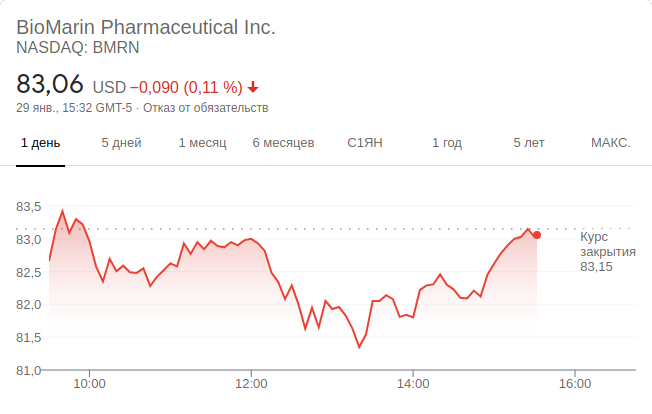 BioMarin Pharmaceutical Inc.
NASDAQ: BMRN
83,06 USD −0,090 (0,11 %)
29 янв., 15:32 GMT-5 · Отказ от обязательств
1 день 5 дней 1 месяц 6 месяцев С1ЯН 1 год 5 лет МАКС.
83,5
83,0
82,5
82,0
81,5
81,0
Курс
закрытия
83,15
10:00 12:00 14:00 16:00